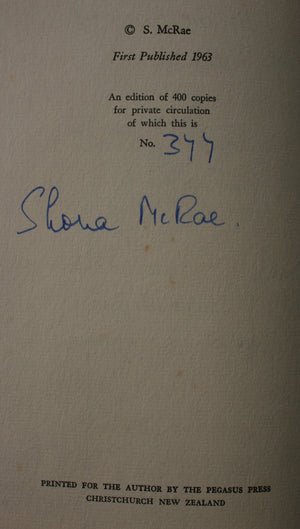 © S. McRae
First Published 1963
An edition of 400 copies
for private circulation
of which this is
No. 377
Shona McRae.
PRINTED FOR THE AUTHOR BY THE PEGASUS PRESS
CHRISTCHURCH NEW ZEALAND